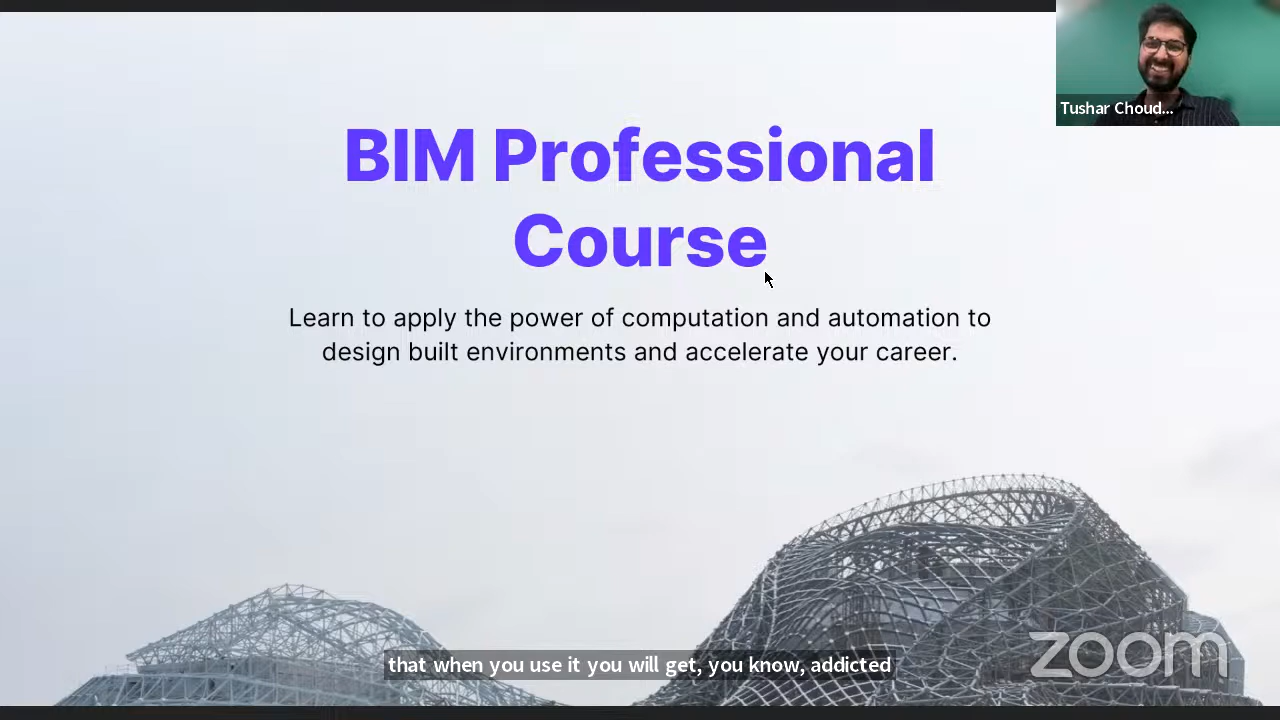 Tushar Choud...
BIM Professional
Course
Learn to apply the power of computation and automation to
design built environments and accelerate your career.
that when you use it you will get, you know, addicted
zoom